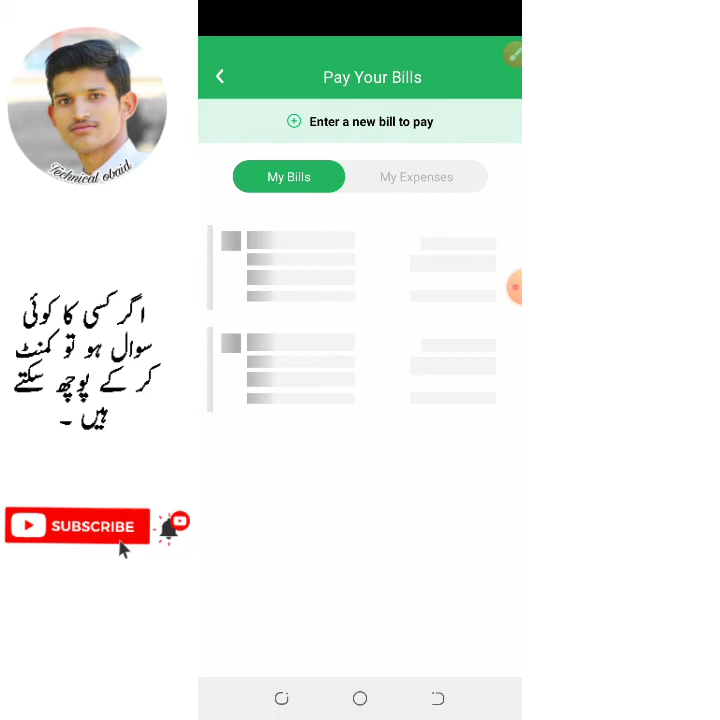 Technical obaid
اگر کسی کا کوئی
سوال ہو تو کمنٹ
کر کے پوچھ سکتے
ہیں ۔
SUBSCRIBE
Pay Your Bills
Enter a new bill to pay
My Bills
My Expenses